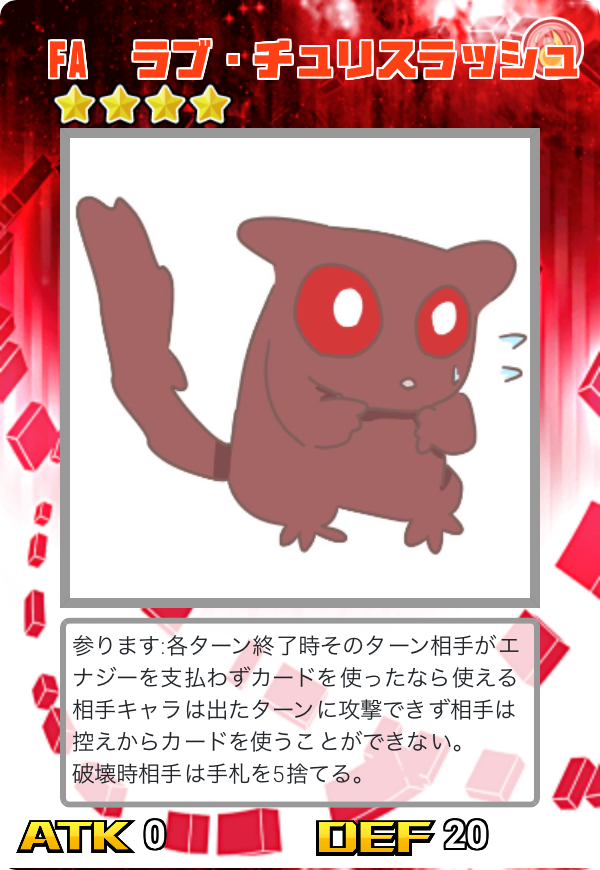 FA ラブ・チュリスラッシュ
参ります:各ターン終了時そのターン相手がエ
ナジーを支払わずカードを使ったなら使える
相手キャラは出たターンに攻撃できず相手は
控えからカードを使うことができない。
破壊時相手は手札を5捨てる。
ATK 0 DEF 20